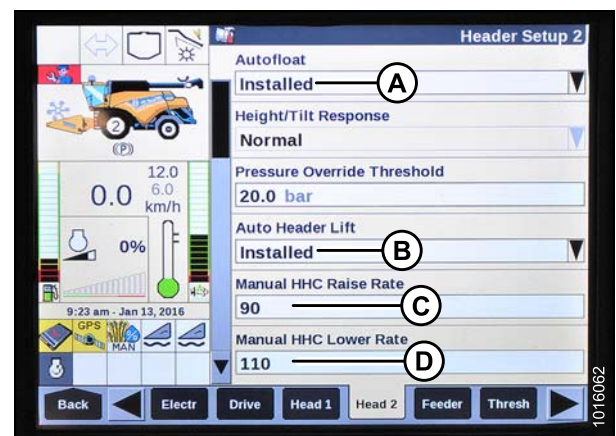 Header Setup 2
Autofloat
Installed
A
Height/Tilt Response
Normal
Pressure Override Threshold
20.0 bar
Auto Header Lift
Installed
B
Manual HHC Raise Rate
90
C
Manual HHC Lower Rate
110
D
2
(P)
12.0
0.0 6.0
km/h
0%
9:23 am - Jan 13, 2016
GPS
%
MAN
Back
Electr
Drive
Head 1
Head 2
Feeder
Thresh
1016062